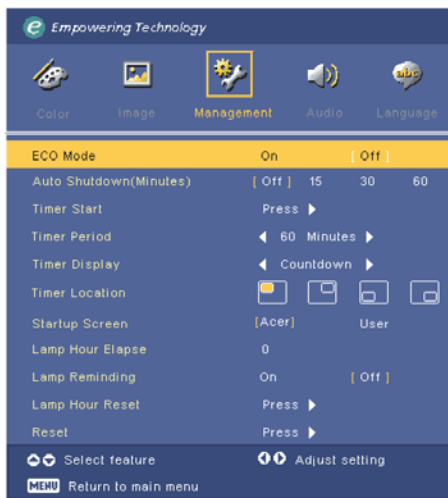 e Empowering Technology
abc
Color Image Management Audio Language
ECO Mode On [ Off ]
Auto Shutdown(Minutes) [ Off ] 15 30 60
Timer Start Press
Timer Period 60 Minutes
Timer Display Countdown
Timer Location
Startup Screen [Acer] User
Lamp Hour Elapse 0
Lamp Reminding On [ Off ]
Lamp Hour Reset Press
Reset Press
Select feature Adjust setting
MENU Return to main menu